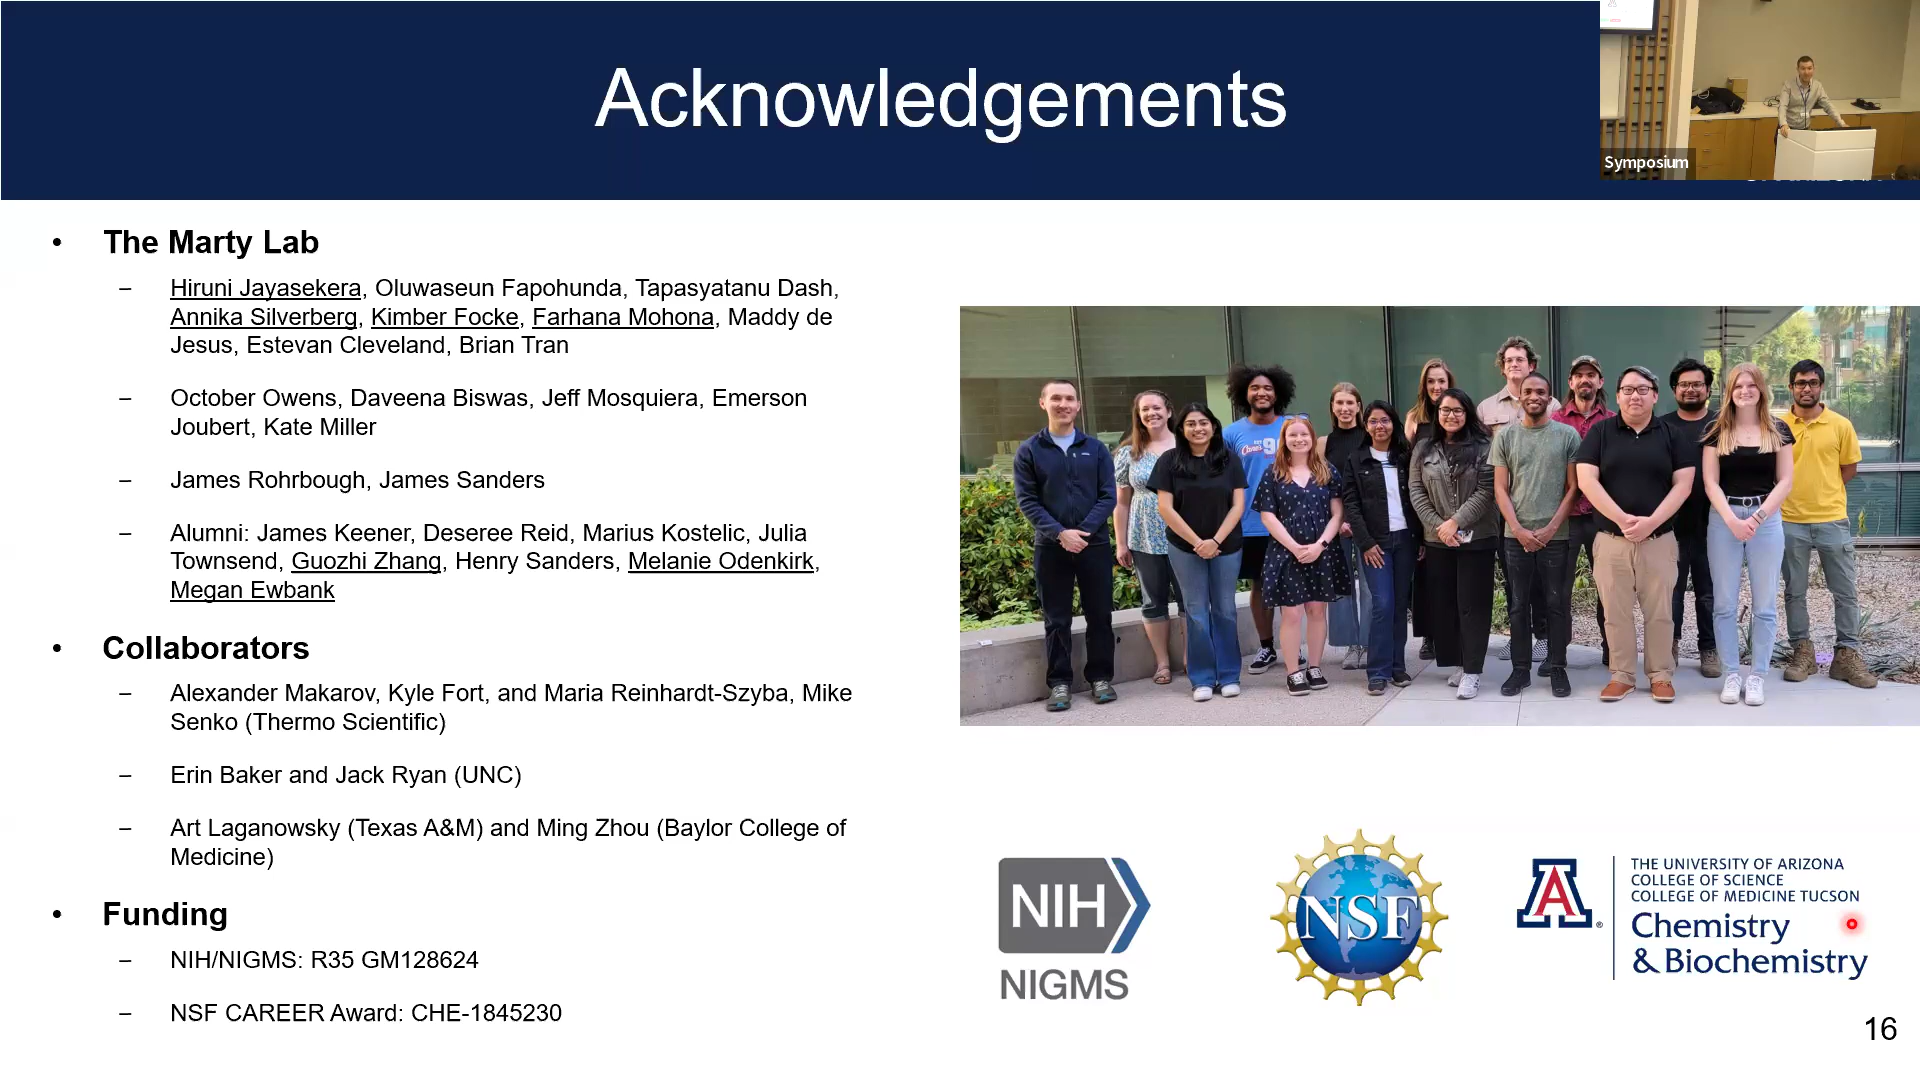 Acknowledgements
Symposium
• The Marty Lab
– Hiruni Jayasekera, Oluwaseun Fapohunda, Tapasyatanu Dash,
Annika Silverberg, Kimber Focke, Farhana Mohona, Maddy de
Jesus, Estevan Cleveland, Brian Tran
– October Owens, Daveena Biswas, Jeff Mosquiera, Emerson
Joubert, Kate Miller
– James Rohrbough, James Sanders
– Alumni: James Keener, Deseree Reid, Marius Kostelic, Julia
Townsend, Guozhi Zhang, Henry Sanders, Melanie Odenkirk,
Megan Ewbank
• Collaborators
– Alexander Makarov, Kyle Fort, and Maria Reinhardt-Szyba, Mike
Senko (Thermo Scientific)
– Erin Baker and Jack Ryan (UNC)
– Art Laganowsky (Texas A&M) and Ming Zhou (Baylor College of
Medicine)
• Funding
– NIH/NIGMS: R35 GM128624
– NSF CAREER Award: CHE-1845230
NIH
NIGMS
NSF
A®
THE UNIVERSITY OF ARIZONA
COLLEGE OF SCIENCE
COLLEGE OF MEDICINE TUCSON
Chemistry
& Biochemistry
16